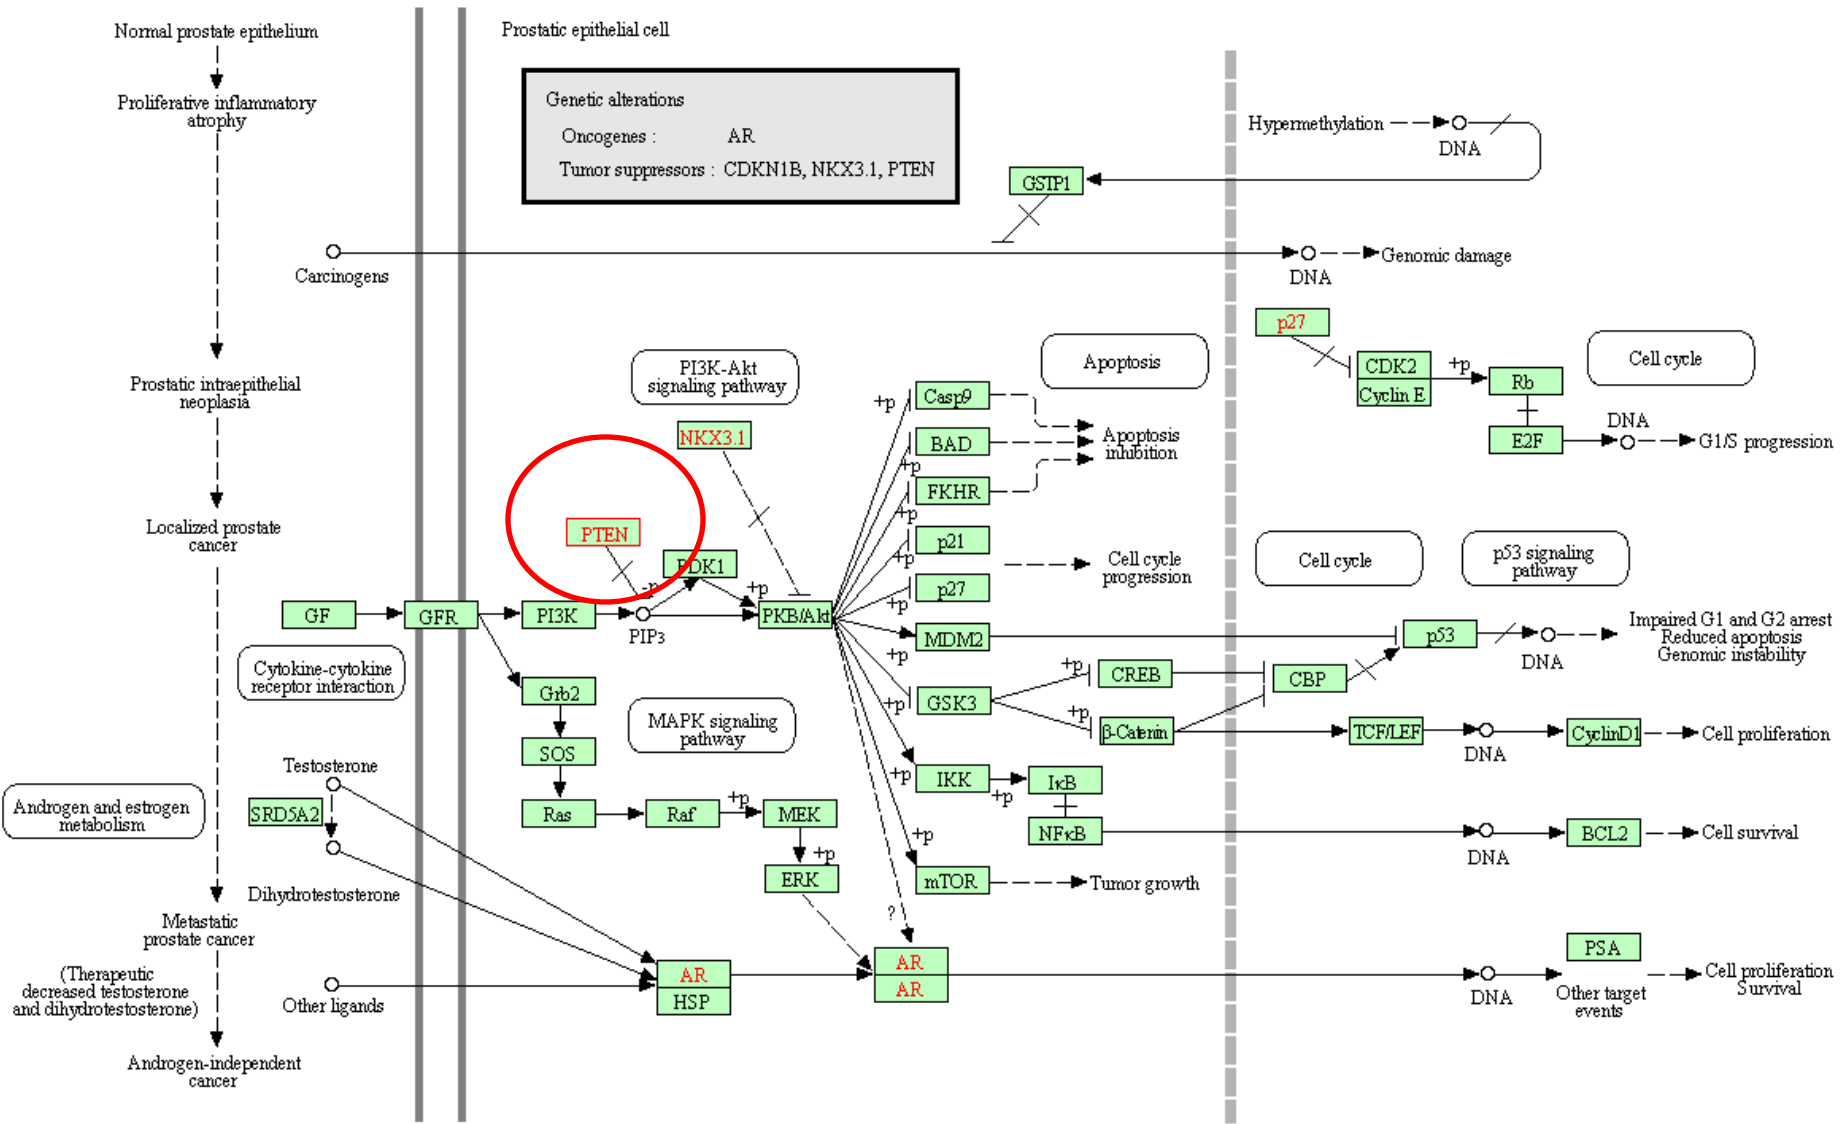 Normal prostate epithelium
Proliferative inflammatory
atrophy
Prostatic intraepithelial
neoplasia
Localized prostate
cancer
Metastatic
prostate cancer
(Therapeutic
decreased testosterone
and dihydrotestosterone)
Androgen-independent
cancer
Prostatic epithelial cell
Genetic alterations
Oncogenes : AR
Tumor suppressors : CDKN1B, NKX3.1, PTEN
Hypermethylation
DNA
GSTP1
Carcinogens
DNA
Genomic damage
p27
CDK2
Cyclin E
+p
Rb
E2F
DNA
G1/S progression
Cell cycle
PI3K-Akt
signaling pathway
Apoptosis
NKX3.1
PTEN
PDK1
-p
+p
GF
GFR
PI3K
PIP3
PKB/Akt
+p
Casp9
BAD
+p
FKHR
+p
p21
+p
p27
+p
MDM2
+p
GSK3
+p
IKK
+p
mTOR
+p
?
Apoptosis
inhibition
Cell cycle
progression
Cell cycle
p53 signaling
pathway
p53
DNA
Impaired G1 and G2 arrest
Reduced apoptosis
Genomic instability
+p
CREB
CBP
+p
β-Catenin
TCF/LEF
DNA
CyclinD1
Cell proliferation
+p
IκB
NFκB
DNA
BCL2
Cell survival
Tumor growth
Cytokine-cytokine
receptor interaction
Grb2
SOS
Ras
Raf
+p
MEK
+p
ERK
MAPK signaling
pathway
Androgen and estrogen
metabolism
Testosterone
SRD5A2
Dihydrotestosterone
Other ligands
AR
HSP
AR
AR
DNA
PSA
Other target
events
Cell proliferation
Survival